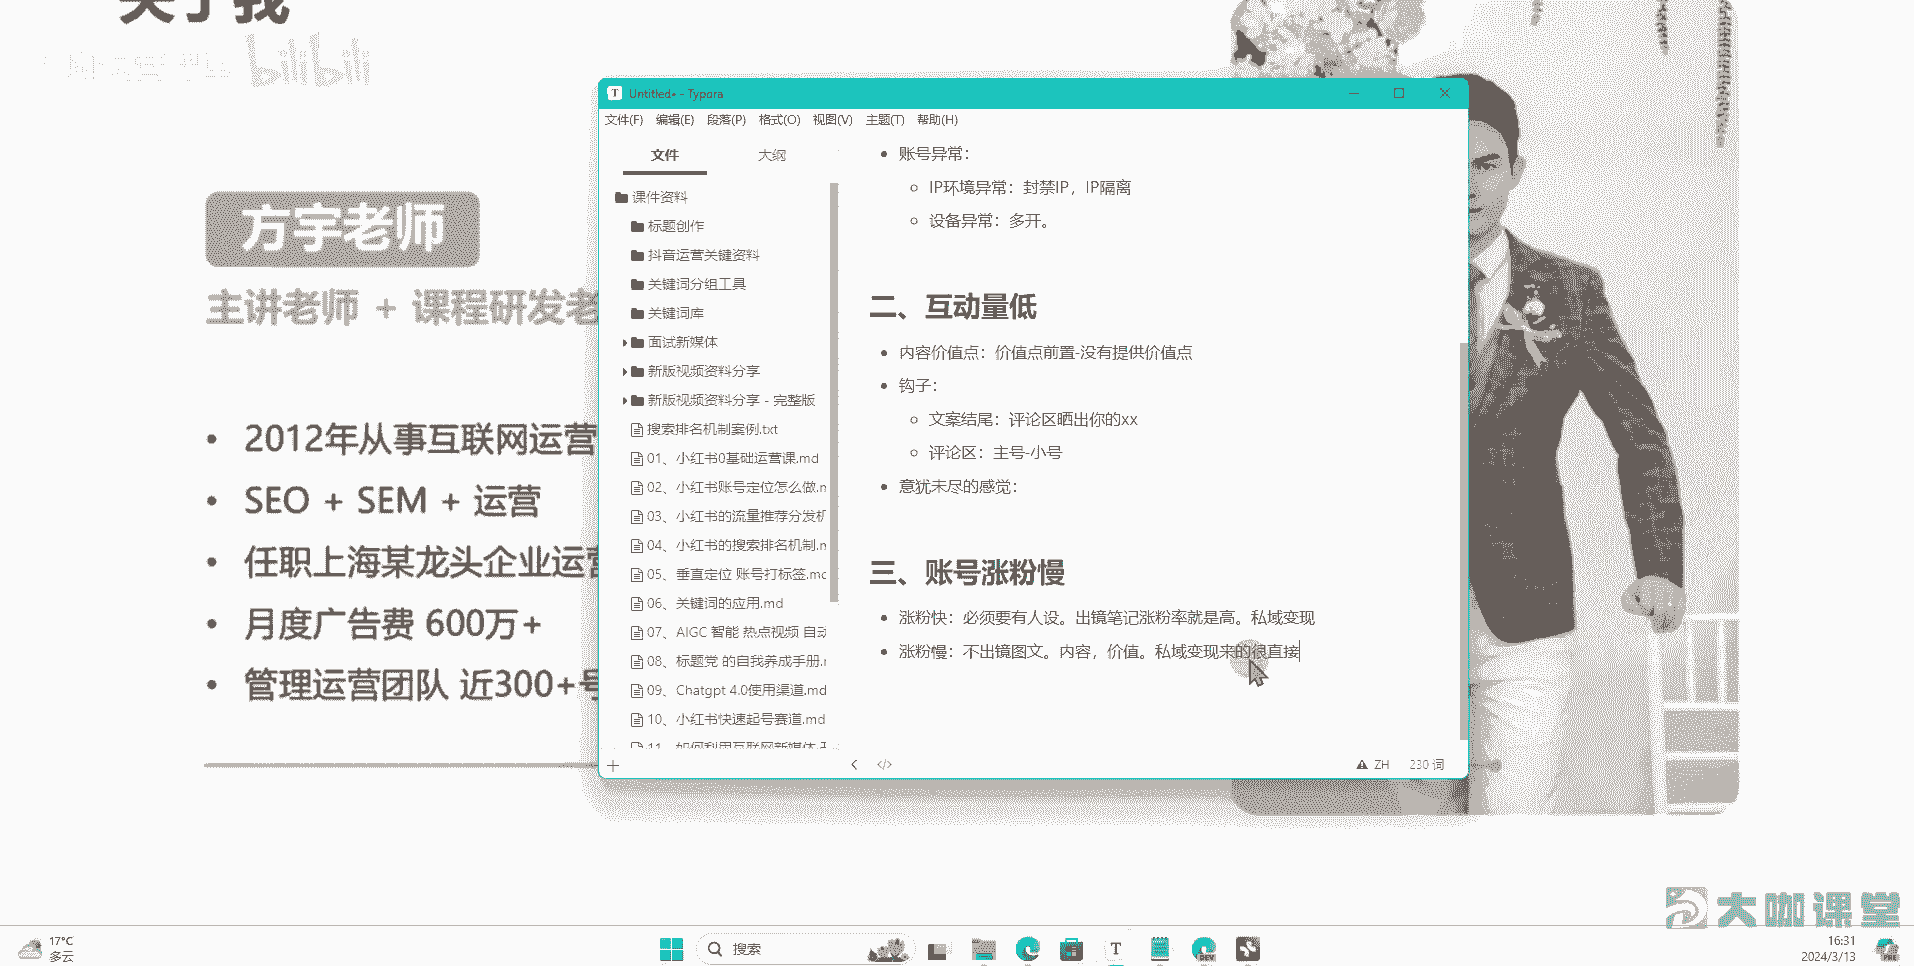 关于我
bilibili
方宇老师
主讲老师 + 课程研发老
2012年从事互联网运营
SEO + SEM + 运营
任职上海某龙头企业运营
月度广告费 600万+
管理运营团队 近300+号
Untitled• - Typora
文件(F) 编辑(E) 段落(P) 格式(O) 视图(V) 主题(T) 帮助(H)
文件 大纲
课件资料
标题创作
抖音运营关键资料
关键词分组工具
关键词库
面试新媒体
新版视频资料分享
新版视频资料分享 - 完整版
搜索排名机制案例.txt
01、小红书0基础运营课.md
02、小红书账号定位怎么做.m
03、小红书的流量推荐分发机
04、小红书的搜索排名机制.m
05、垂直定位 账号打标签.md
06、关键词的应用.md
07、AIGC 智能 热点视频 自动
08、标题党 的自我养成手册.m
09、Chatgpt 4.0使用渠道.md
10、小红书快速起号赛道.md
11、如何利用互联网新媒体
账号异常：
IP环境异常：封禁IP，IP隔离
设备异常：多开。
二、互动量低
内容价值点：价值点前置-没有提供价值点
钩子：
文案结尾：评论区晒出你的xx
评论区：主号-小号
意犹未尽的感觉：
三、账号涨粉慢
涨粉快：必须要有人设。出镜笔记涨粉率就是高。私域变现
涨粉慢：不出镜图文。内容，价值。私域变现来的很直接
ZH 230 词
大咖课堂
17°C
多云
搜索
T
DEV
16:31
2024/3/13
PRE